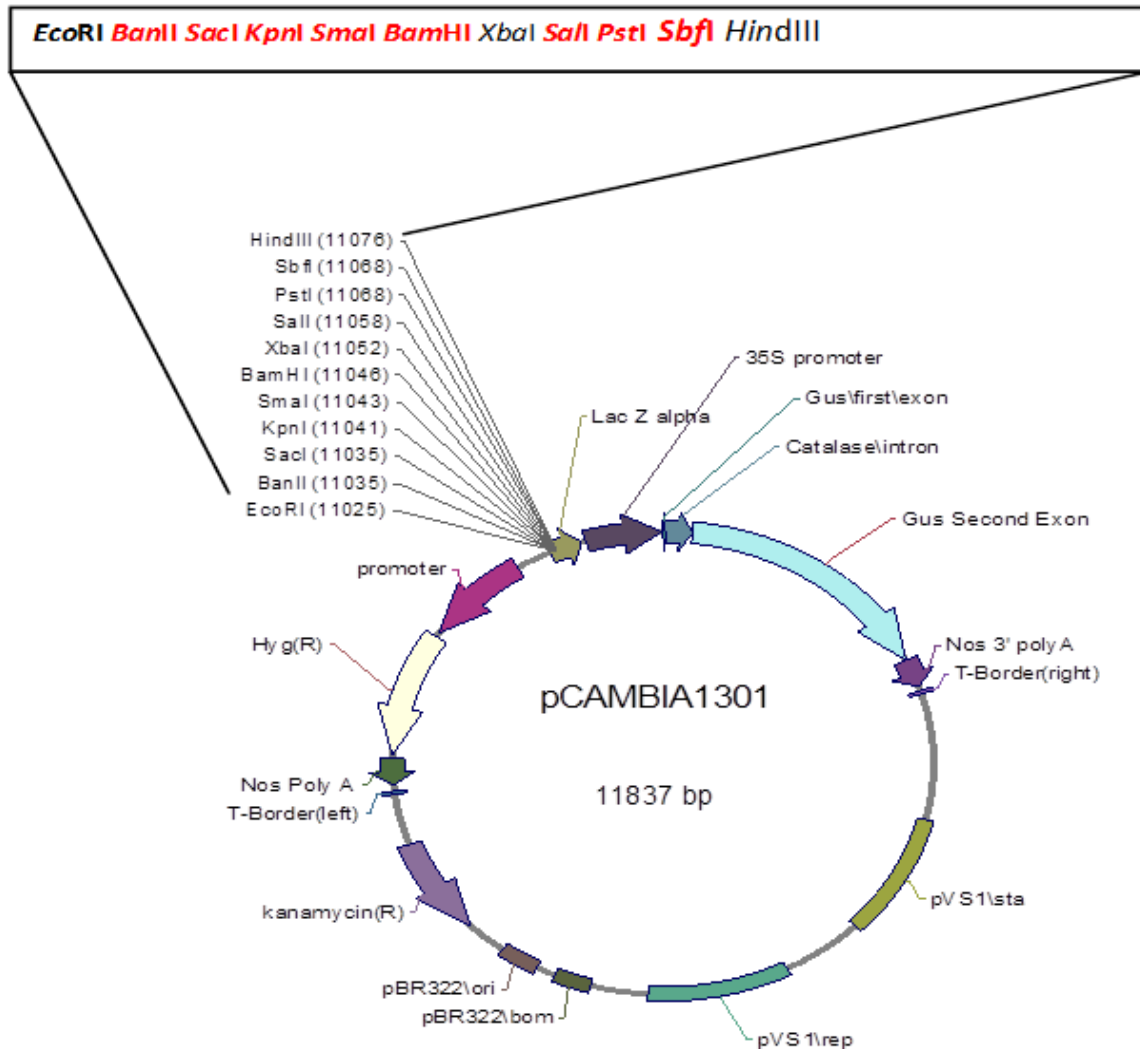 EcoRI BanII SacI KpnI SmaI BamHI XbaI SalI PstI SbfI HindIII
HindIII (11076)
SbfI (11068)
PstI (11068)
SalI (11058)
XbaI (11052)
BamHI (11046)
SmaI (11043)
KpnI (11041)
SacI (11035)
BanII (11035)
EcoRI (11025)
Lac Z alpha
35S promoter
Gus\first\exon
Catalase\intron
Gus Second Exon
promoter
Hyg(R)
Nos 3' polyA
T-Border(right)
pCAMBIA1301
11837 bp
Nos Poly A
T-Border(left)
kanamycin(R)
pVS1\sta
pBR322\ori
pBR322\bom
pVS1\rep